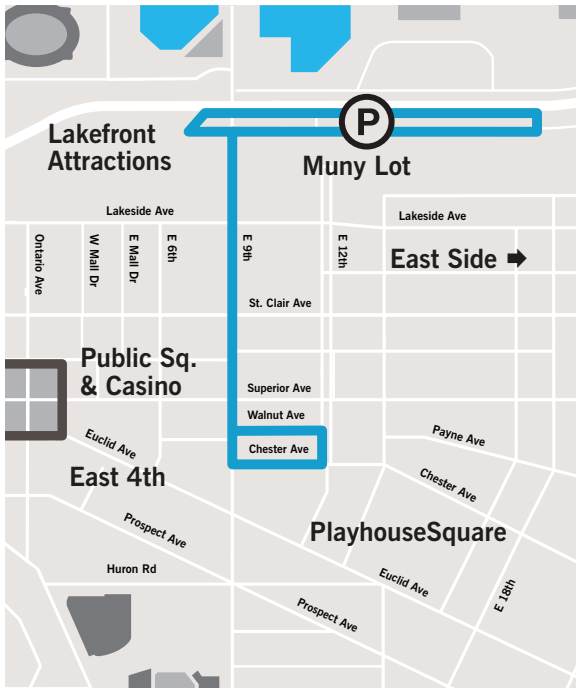 P
Lakefront
Attractions
Muny Lot
Lakeside Ave
Lakeside Ave
Ontario Ave
W Mall Dr
E Mall Dr
E 6th
E 9th
E 12th
East Side
St. Clair Ave
Public Sq.
& Casino
Superior Ave
Walnut Ave
Euclid Ave
Chester Ave
Payne Ave
East 4th
Chester Ave
Prospect Ave
PlayhouseSquare
Huron Rd
Euclid Ave
E 18th
Prospect Ave